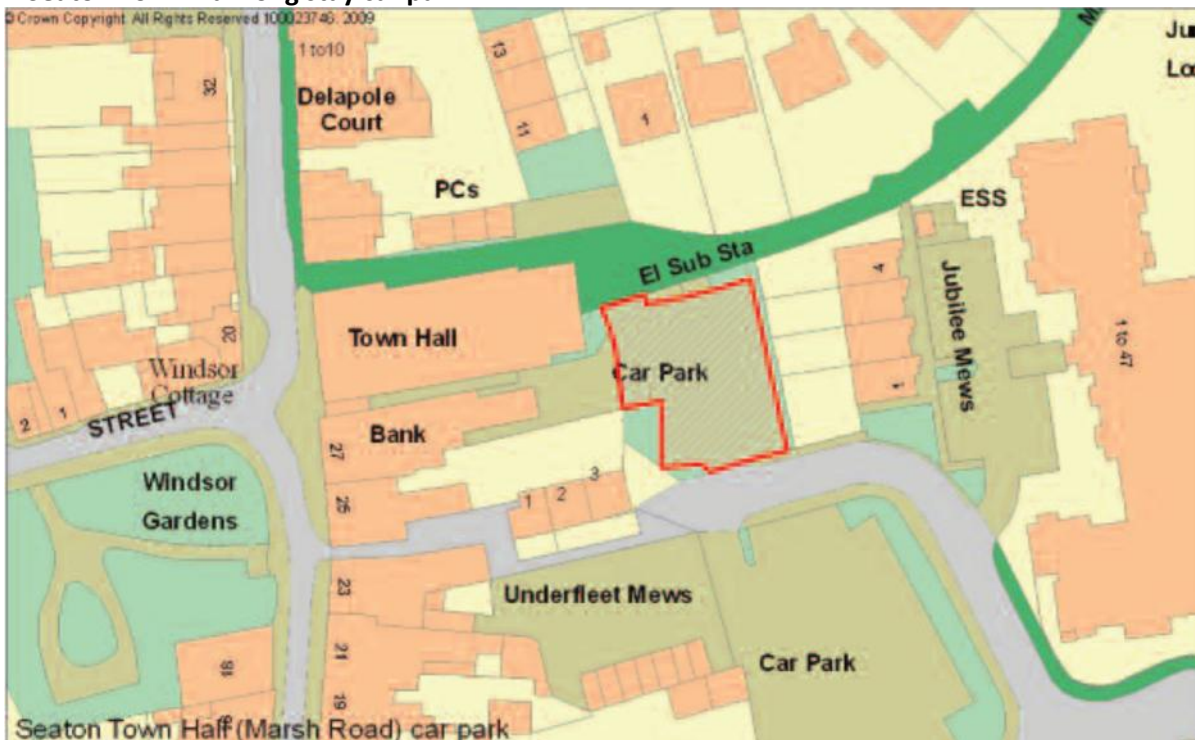 © Crown Copyright. All Rights Reserved 100023746. 2009
1 to10
13
32
Delapole
Court
11
1
PCs
ESS
El Sub Sta
4
Jubilee Mews
1 to 47
Town Hall
20
Windsor
Cottage
Car Park
1
2
1
STREET
Bank
27
Windsor
Gardens
25
1
2
3
23
Underfleet Mews
21
Car Park
19
Seaton Town Hall (Marsh Road) car park